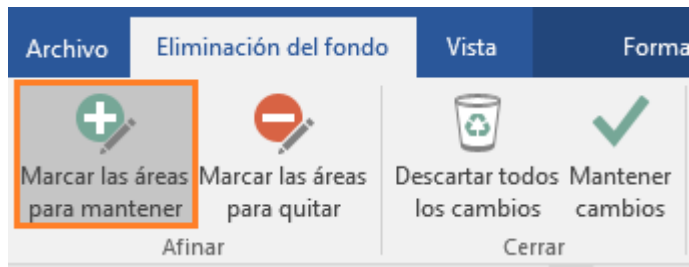 Archivo Eliminación del fondo Vista Forma
Marcar las áreas Marcar las áreas Descartar todos Mantener
para mantener para quitar los cambios cambios
Afinar Cerrar